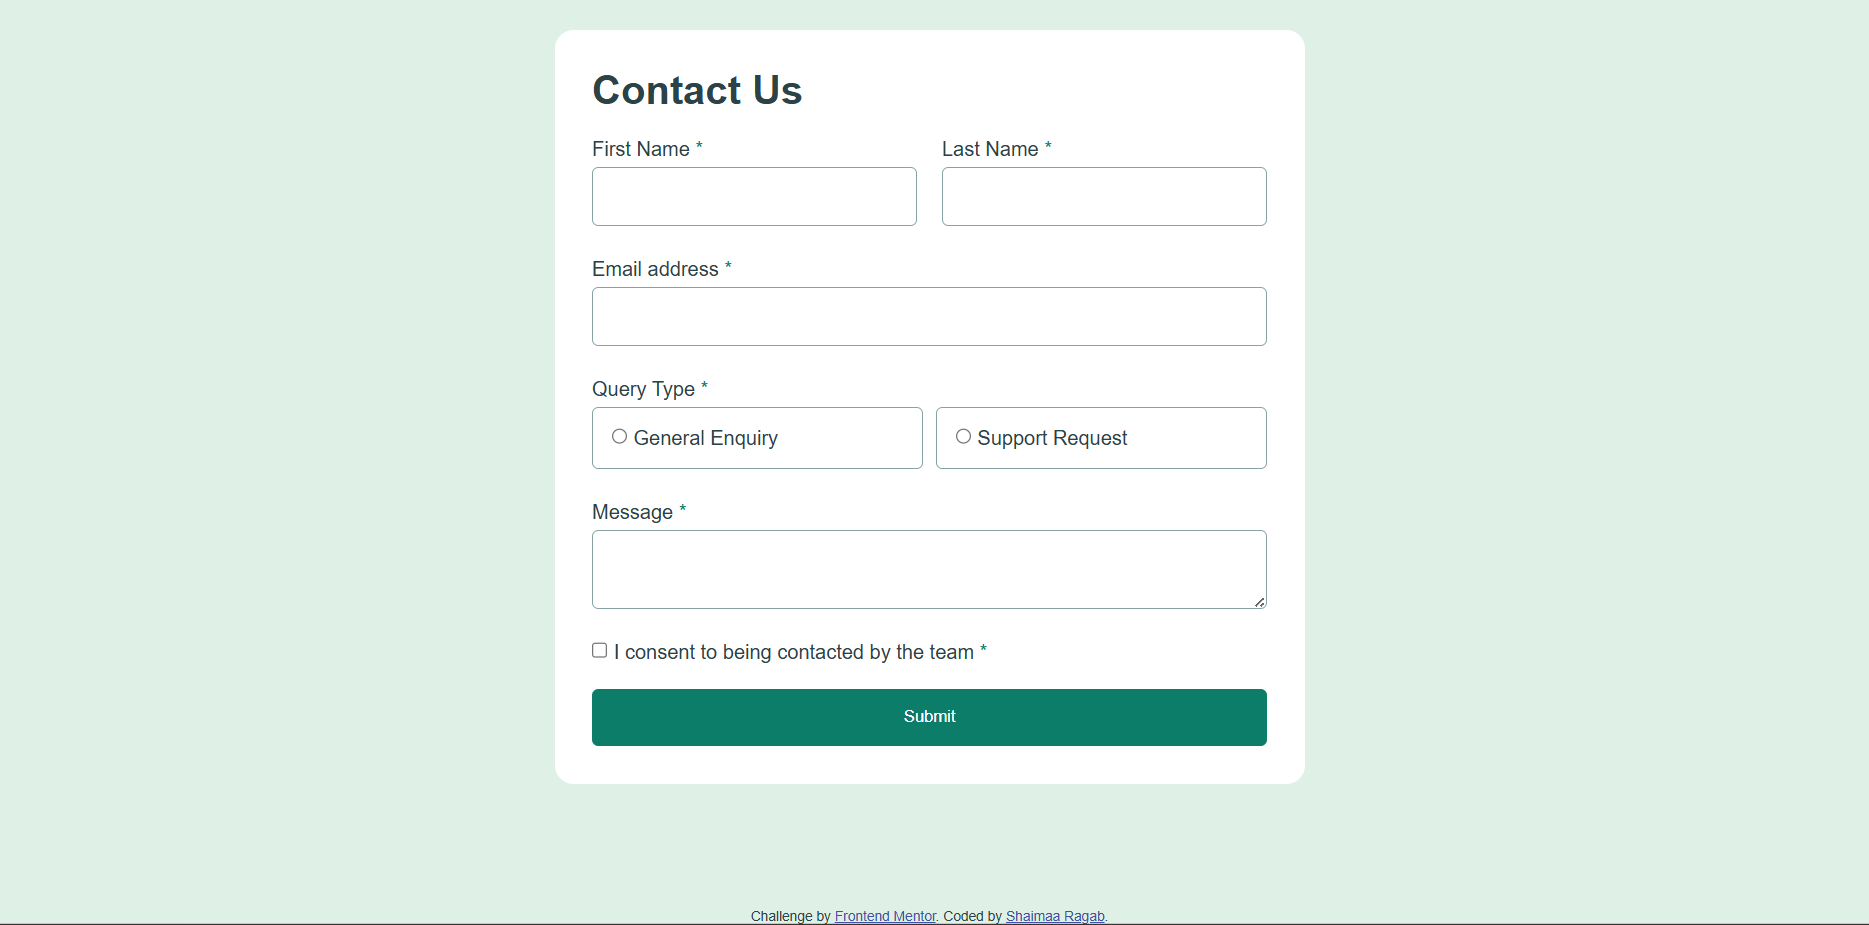 Contact Us
First Name * Last Name *
Email address *
Query Type *
General Enquiry Support Request
Message *
I consent to being contacted by the team *
Submit
Challenge by Frontend Mentor. Coded by Shaimaa Ragab.